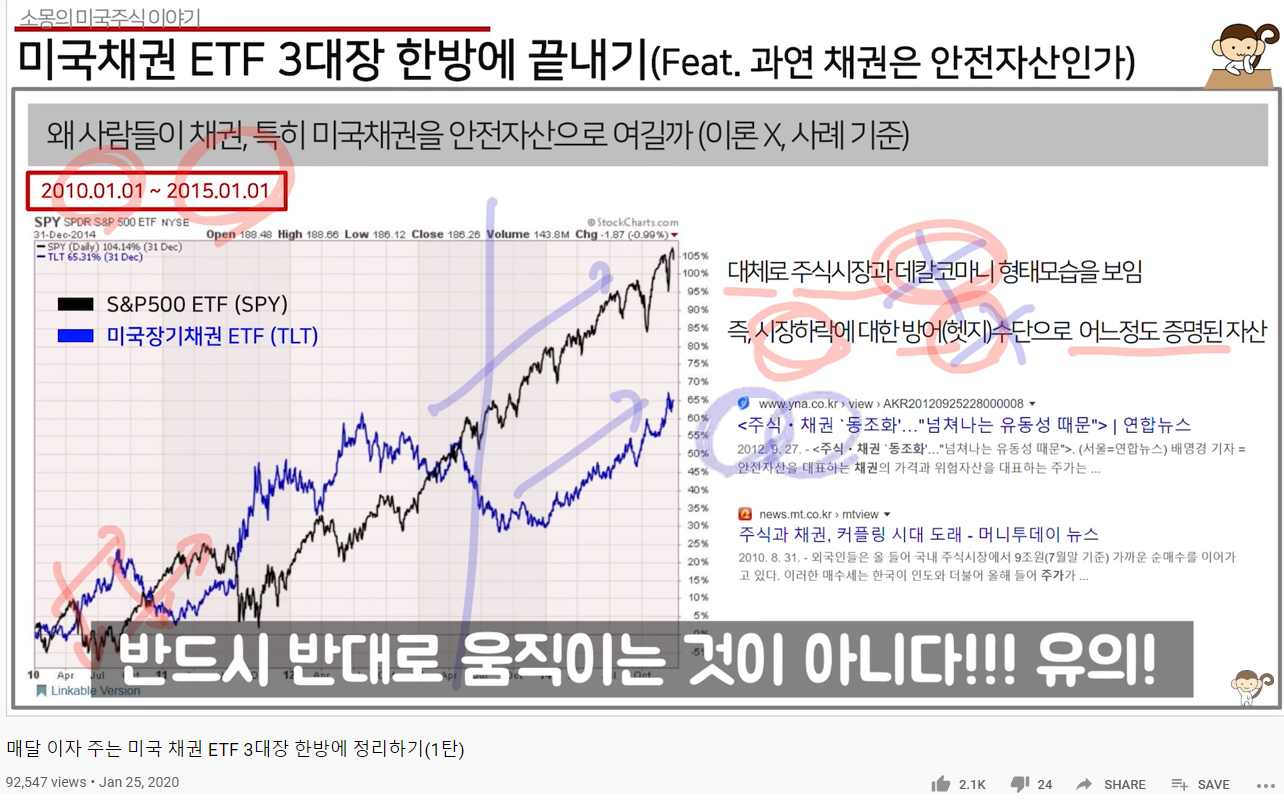 소몽의 미국주식 이야기
미국채권 ETF 3대장 한방에 끝내기(Feat. 과연 채권은 안전자산인가)
왜 사람들이 채권, 특히 미국채권을 안전자산으로 여길까 (이론 X, 사례 기준)
2010.01.01 ~ 2015.01.01
SPY SPDR S&P 500 ETF NYSE
© StockCharts.com
31-Dec-2014 Open 188.48 High 188.66 Low 186.12 Close 186.26 Volume 143.8M Chg -1.87 (-0.99%)
SPY (Daily) 104.14% (31 Dec)
TLT 65.31% (31 Dec)
S&P500 ETF (SPY)
미국장기채권 ETF (TLT)
105%
100%
95%
90%
85%
80%
75%
70%
65%
60%
55%
50%
45%
40%
35%
30%
25%
20%
15%
10%
5%
10 Apr Jul Oct
Linkable Version
대체로 주식시장과 데칼코마니 형태모습을 보임
즉, 시장하락에 대한 방어(헷지)수단으로 어느정도 증명된 자산
www.yna.co.kr › view › AKR20120925228000008
<주식・채권 `동조화'..."넘쳐나는 유동성 때문"> | 연합뉴스
2012. 9. 27. - <주식・채권 `동조화'..."넘쳐나는 유동성 때문">. (서울=연합뉴스) 배영경 기자 =
안전자산을 대표하는 채권의 가격과 위험자산을 대표하는 주가는 ...
news.mt.co.kr › mtview
주식과 채권, 커플링 시대 도래 - 머니투데이 뉴스
2010. 8. 31. - 외국인들은 올 들어 국내 주식시장에서 9조원(7월말 기준) 가까운 순매수를 이어가
고 있다. 이러한 매수세는 한국이 인도와 더불어 올해 들어 주가가 ...
반드시 반대로 움직이는 것이 아니다!!! 유의!
매달 이자 주는 미국 채권 ETF 3대장 한방에 정리하기(1탄)
92,547 views • Jan 25, 2020
2.1K
24
SHARE
SAVE